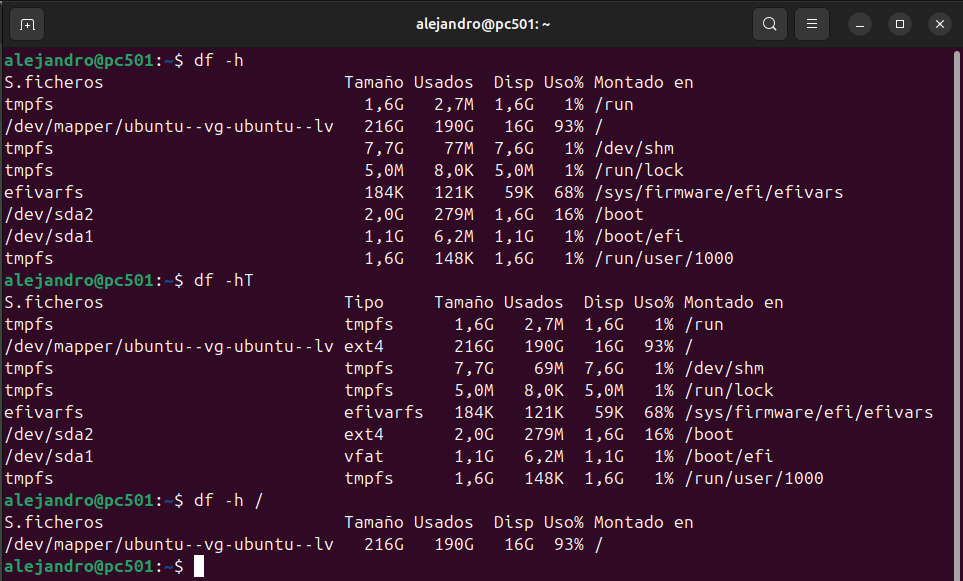 alejandro@pc501: ~
alejandro@pc501:~$ df -h
S.ficheros                        Tamaño Usados  Disp Uso% Montado en
tmpfs                               1,6G   2,7M  1,6G   1% /run
/dev/mapper/ubuntu--vg-ubuntu--lv   216G   190G   16G  93% /
tmpfs                               7,7G    77M  7,6G   1% /dev/shm
tmpfs                               5,0M   8,0K  5,0M   1% /run/lock
efivarfs                            184K   121K   59K  68% /sys/firmware/efi/efivars
/dev/sda2                           2,0G   279M  1,6G  16% /boot
/dev/sda1                           1,1G   6,2M  1,1G   1% /boot/efi
tmpfs                               1,6G   148K  1,6G   1% /run/user/1000
alejandro@pc501:~$ df -hT
S.ficheros                        Tipo     Tamaño Usados  Disp Uso% Montado en
tmpfs                             tmpfs      1,6G   2,7M  1,6G   1% /run
/dev/mapper/ubuntu--vg-ubuntu--lv ext4       216G   190G   16G  93% /
tmpfs                             tmpfs      7,7G    69M  7,6G   1% /dev/shm
tmpfs                             tmpfs      5,0M   8,0K  5,0M   1% /run/lock
efivarfs                          efivarfs   184K   121K   59K  68% /sys/firmware/efi/efivars
/dev/sda2                         ext4       2,0G   279M  1,6G  16% /boot
/dev/sda1                         vfat       1,1G   6,2M  1,1G   1% /boot/efi
tmpfs                             tmpfs      1,6G   148K  1,6G   1% /run/user/1000
alejandro@pc501:~$ df -h /
S.ficheros                        Tamaño Usados  Disp Uso% Montado en
/dev/mapper/ubuntu--vg-ubuntu--lv   216G   190G   16G  93% /
alejandro@pc501:~$